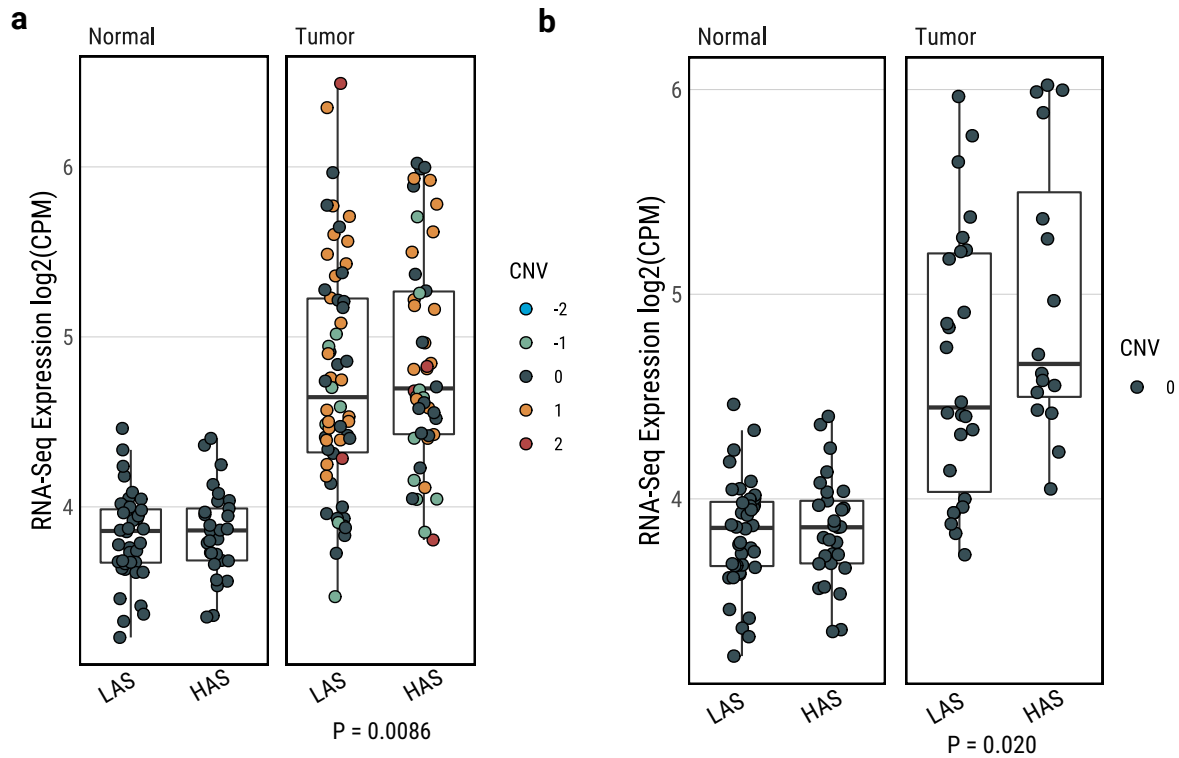 a
Normal
Tumor
RNA-Seq Expression log2(CPM)
6
5
4
LAS
HAS
LAS
HAS
P = 0.0086
CNV
-2
-1
0
1
2
b
Normal
Tumor
RNA-Seq Expression log2(CPM)
6
5
4
LAS
HAS
LAS
HAS
P = 0.020
CNV
0